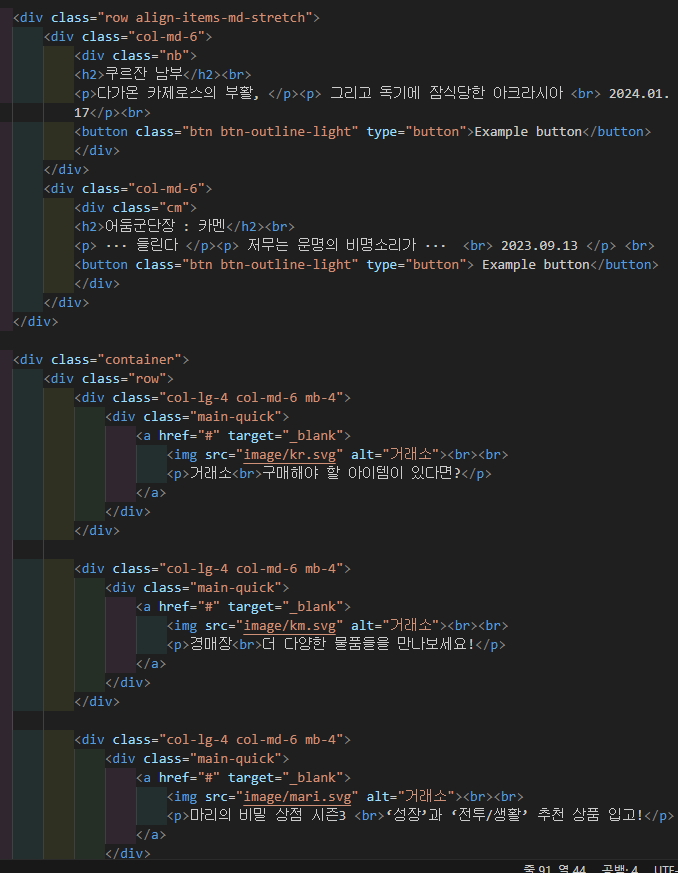 <div class="row align-items-md-stretch">
<div class="col-md-6">
<div class="nb">
<h2>쿠르잔 남부</h2><br>
<p>다가온 카제로스의 부활, </p><p> 그리고 독기에 잠식당한 아크라시아 <br> 2024.01.
17</p><br>
<button class="btn btn-outline-light" type="button">Example button</button>
</div>
</div>
<div class="col-md-6">
<div class="cm">
<h2>어둠군단장 : 카멘</h2><br>
<p> ··· 들린다 </p><p> 저무는 운명의 비명소리가 ···  <br> 2023.09.13 </p> <br>
<button class="btn btn-outline-light" type="button"> Example button</button>
</div>
</div>
</div>
<div class="container">
<div class="row">
<div class="col-lg-4 col-md-6 mb-4">
<div class="main-quick">
<a href="#" target="_blank">
<img src="image/kr.svg" alt="거래소"><br><br>
<p>거래소<br>구매해야 할 아이템이 있다면?</p>
</a>
</div>
</div>
<div class="col-lg-4 col-md-6 mb-4">
<div class="main-quick">
<a href="#" target="_blank">
<img src="image/km.svg" alt="거래소"><br><br>
<p>경매장<br>더 다양한 물품들을 만나보세요!</p>
</a>
</div>
</div>
<div class="col-lg-4 col-md-6 mb-4">
<div class="main-quick">
<a href="#" target="_blank">
<img src="image/mari.svg" alt="거래소"><br><br>
<p>마리의 비밀 상점 시즌3 <br>‘성장’과 ‘전투/생활’ 추천 상품 입고!</p>
</a>
</div>
줄 91, 열 44 공백: 4 UTF-